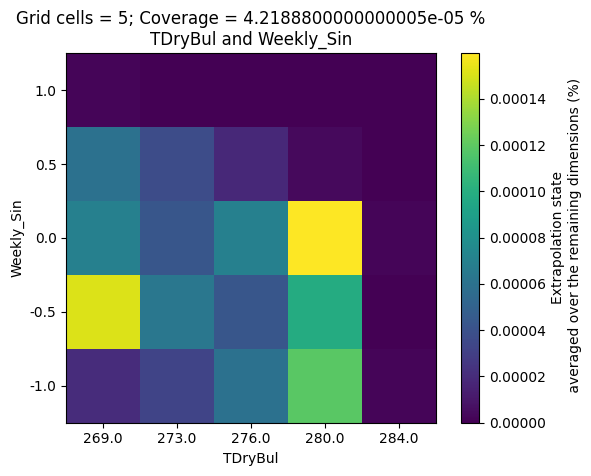 Grid cells = 5; Coverage = 4.2188800000000005e-05 %
TDryBul and Weekly_Sin
1.0
0.5
0.0
-0.5
-1.0
Weekly_Sin
269.0 273.0 276.0 280.0 284.0
TDryBul
0.00014
0.00012
0.00010
0.00008
0.00006
0.00004
0.00002
0.00000
Extrapolation state
averaged over the remaining dimensions (%)